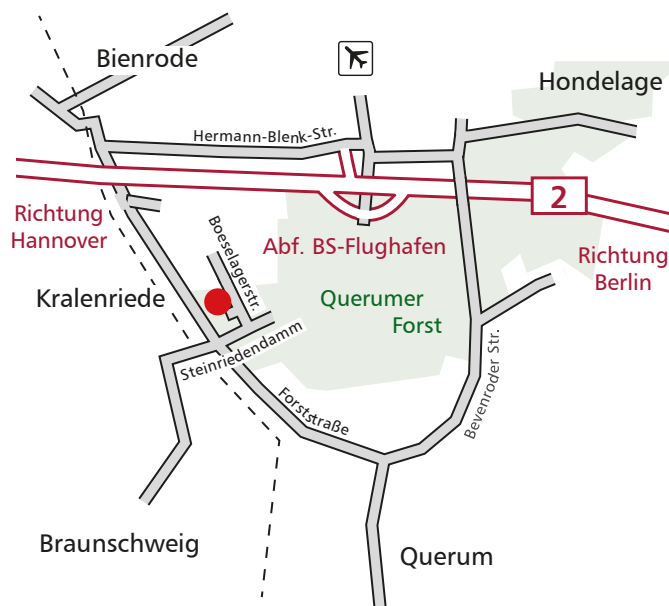 Bienrode
Hondelage
Hermann-Blenk-Str.
2
Richtung
Hannover
Boeselagerstr.
Abf. BS-Flughafen
Richtung
Berlin
Kralenriede
Querumer
Forst
Steinriedendamm
Bevenroder Str.
Forststraße
Braunschweig
Querum